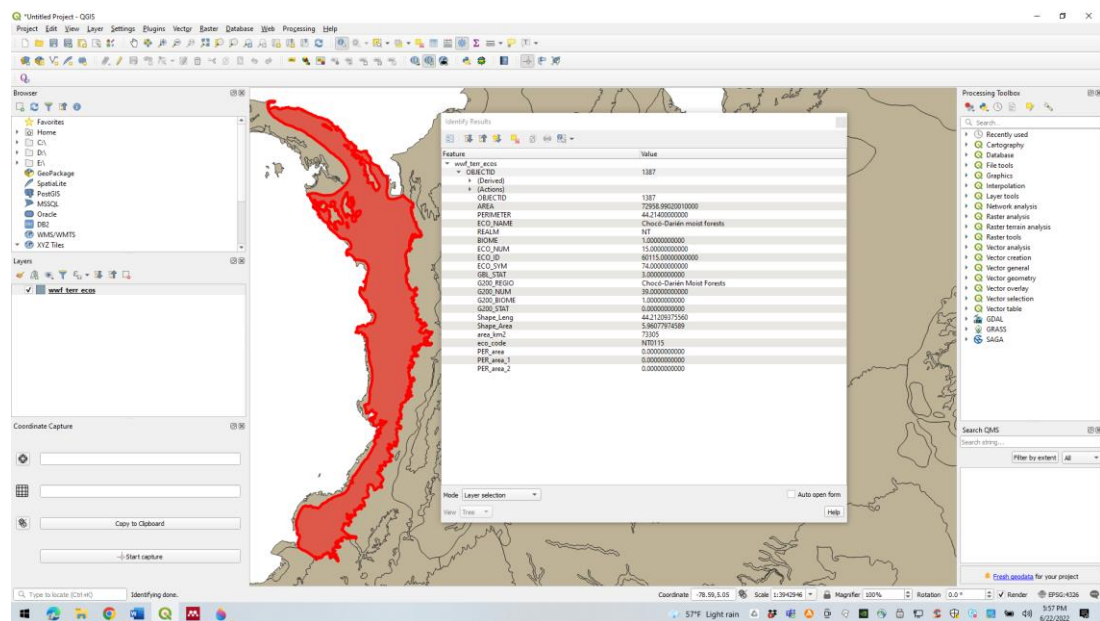 *Untitled Project - QGIS
Project Edit View Layer Settings Plugins Vector Raster Database Web Processing Help
Browser
Favorites
Home
C:\
D:\
E:\
GeoPackage
SpatiaLite
PostGIS
MSSQL
Oracle
DB2
WMS/WMTS
XYZ Tiles
Layers
wwf_terr_ecos
Coordinate Capture
Copy to Clipboard
Start capture
Identify Results
Feature Value
wwf_terr_ecos
OBJECTID 1387
(Derived)
(Actions)
OBJECTID 1387
AREA 72958.99020010000
PERIMETER 44.21400000000
ECO_NAME Chocó-Darién moist forests
REALM NT
BIOME 1.00000000000
ECO_NUM 15.00000000000
ECO_ID 60115.00000000000
ECO_SYM 74.00000000000
GBL_STAT 3.00000000000
G200_REGIO Chocó-Darién Moist Forests
G200_NUM 39.00000000000
G200_BIOME 1.00000000000
G200_STAT 0.00000000000
Shape_Leng 44.21209375560
Shape_Area 5.96077974589
area_km2 73305
eco_code NT0115
PER_area 0.00000000000
PER_area_1 0.00000000000
PER_area_2 0.00000000000
Mode Layer selection
Auto open form
View Tree
Help
Processing Toolbox
Search...
Recently used
Cartography
Database
File tools
Graphics
Interpolation
Layer tools
Network analysis
Raster analysis
Raster terrain analysis
Raster tools
Vector analysis
Vector creation
Vector general
Vector geometry
Vector overlay
Vector selection
Vector table
GDAL
GRASS
SAGA
Search QMS
Search string...
Filter by extent All
Fresh geodata for your project
Type to locate (Ctrl+K) Identifying done. Coordinate -78.59,5.05 Scale 1:3942946 Magnifier 100% Rotation 0.0 ° Render EPSG:4326
57°F Light rain 5:57 PM
6/22/2022